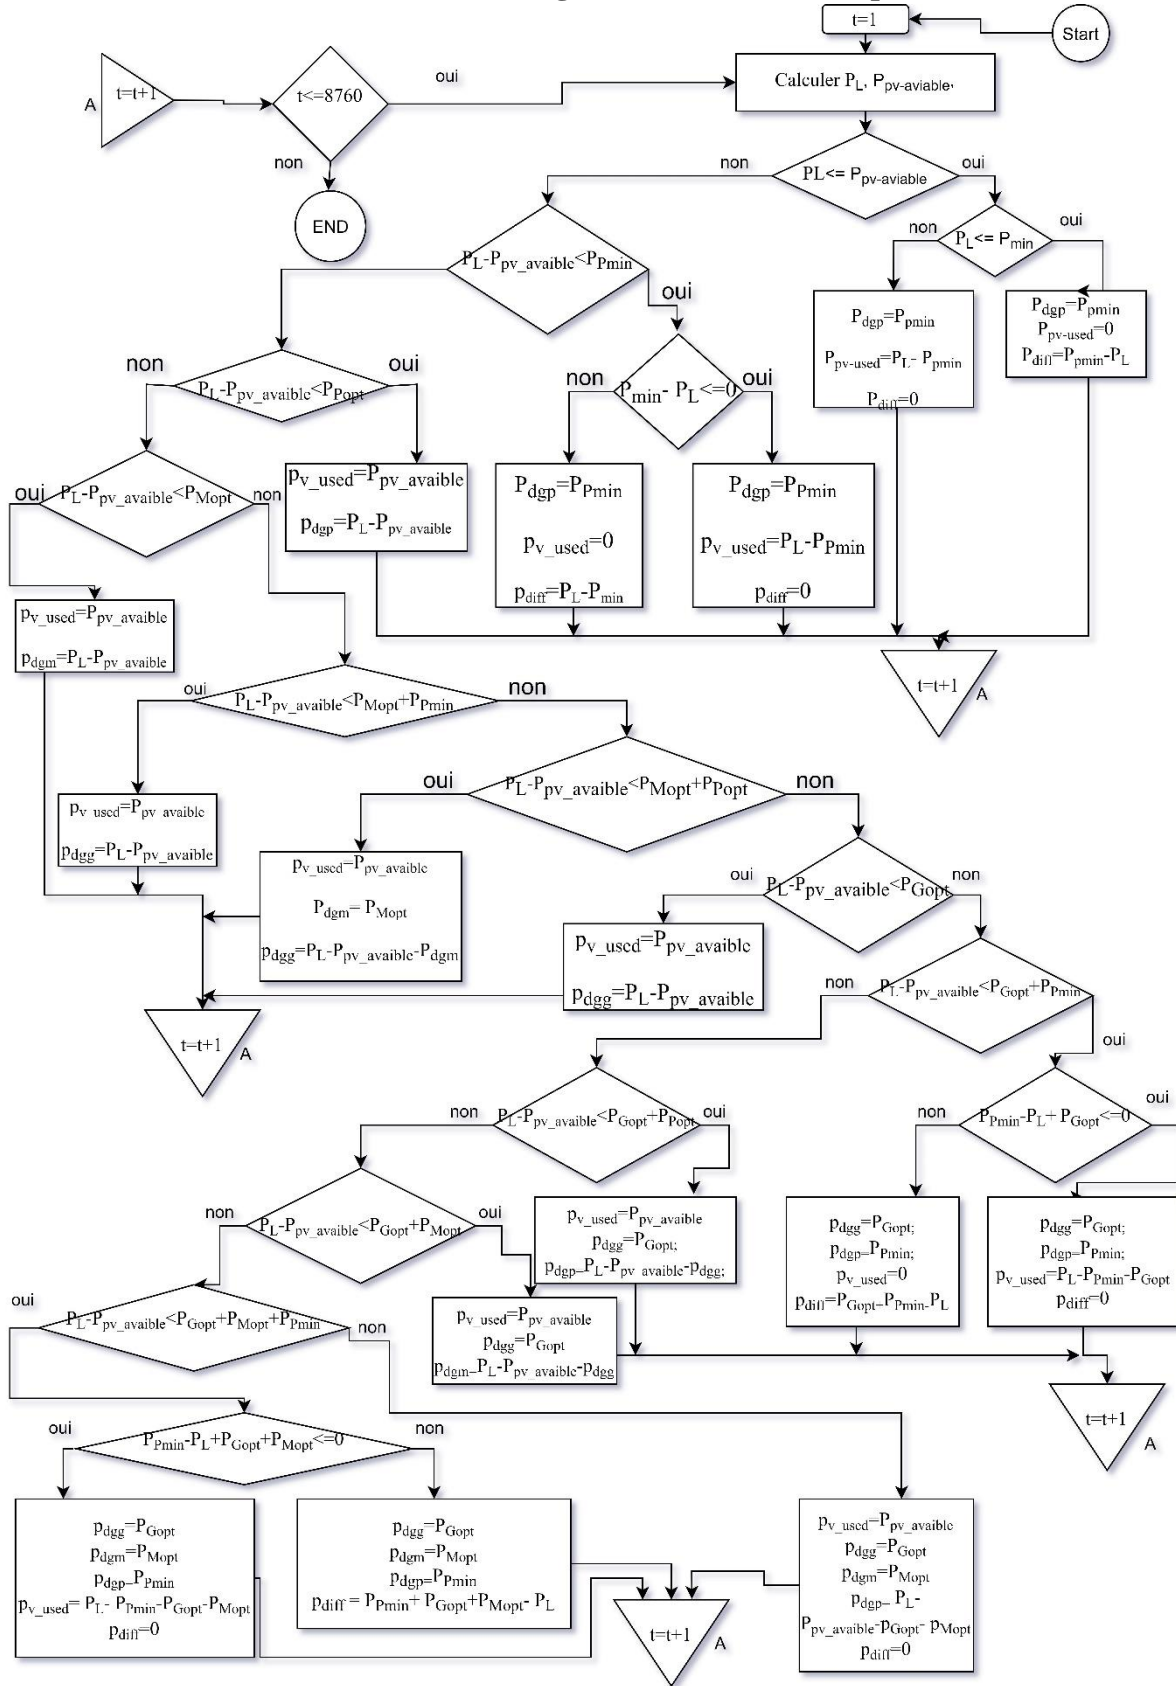 t=1
Start
A
t=t+1
t<=8760
oui
Calculer P_L, P_pv-aviable,
non
END
non
PL<= P_pv-aviable
oui
non
P_L<= P_min
oui
P_L-P_pv_avaible<P_Pmin
oui
P_dgp=P_pmin
P_pv-used=P_L- P_pmin
P_diff=0
P_dgp=P_pmin
P_pv-used=0
P_diff=P_pmin-P_L
non
P_L-P_pv_avaible<P_Popt
oui
non
P_min- P_L<=0
oui
oui
P_L-P_pv_avaible<P_Mopt
non
p_v_used=P_pv_avaible
p_dgp=P_L-P_pv_avaible
P_dgp=P_Pmin
p_v_used=0
p_diff=P_L-P_min
P_dgp=P_Pmin
p_v_used=P_L-P_Pmin
p_diff=0
p_v_used=P_pv_avaible
p_dgm=P_L-P_pv_avaible
t=t+1
A
oui
P_L-P_pv_avaible<P_Mopt+P_Pmin
non
oui
P_L-P_pv_avaible<P_Mopt+P_Popt
non
p_v_used=P_pv_avaible
p_dgg=P_L-P_pv_avaible
p_v_used=P_pv_avaible
P_dgm= P_Mopt
p_dgg=P_L-P_pv_avaible-P_dgm
oui
P_L-P_pv_avaible<P_Gopt
non
p_v_used=P_pv_avaible
p_dgg=P_L-P_pv_avaible
non
P_L-P_pv_avaible<P_Gopt+P_Pmin
oui
t=t+1
A
non
P_L-P_pv_avaible<P_Gopt+P_Popt
oui
non
P_Pmin-P_L+ P_Gopt<=0
oui
non
P_L-P_pv_avaible<P_Gopt+P_Mopt
oui
p_v_used=P_pv_avaible
p_dgg=P_Gopt;
p_dgp=P_L-P_pv_avaible-p_dgg;
p_dgg=P_Gopt;
p_dgp=P_Pmin;
p_v_used=0
p_diff=P_Gopt+P_Pmin-P_L
p_dgg=P_Gopt;
p_dgp=P_Pmin;
p_v_used=P_L-P_Pmin-P_Gopt
p_diff=0
oui
P_L-P_pv_avaible<P_Gopt+P_Mopt+P_Pmin
non
p_v_used=P_pv_avaible
p_dgg=P_Gopt
p_dgm=P_L-P_pv_avaible-p_dgg
t=t+1
A
oui
P_Pmin-P_L+P_Gopt+P_Mopt<=0
non
p_dgg=P_Gopt
p_dgm=P_Mopt
p_dgp=P_Pmin
p_v_used= P_L- P_Pmin-P_Gopt-P_Mopt
p_diff=0
p_dgg=P_Gopt
p_dgm=P_Mopt
p_dgp=P_Pmin
p_diff = P_Pmin+ P_Gopt+P_Mopt- P_L
p_v_used=P_pv_avaible
p_dgg=P_Gopt
p_dgm=P_Mopt
p_dgp= P_L-
P_pv_avaible-p_Gopt- p_Mopt
p_diff=0
t=t+1
A